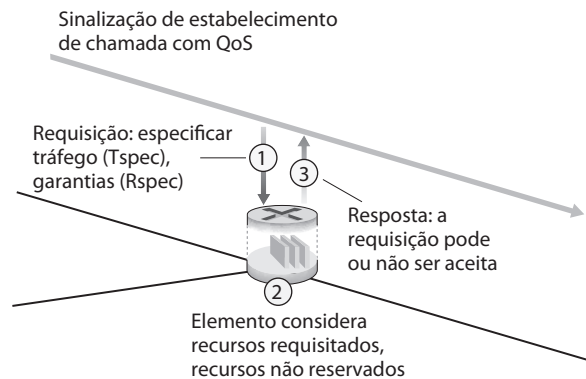 Sinalização de estabelecimento
de chamada com QoS
Requisição: especificar
tráfego (Tspec),
garantias (Rspec)
1
3
Resposta: a
requisição pode
ou não ser aceita
2
Elemento considera
recursos requisitados,
recursos não reservados